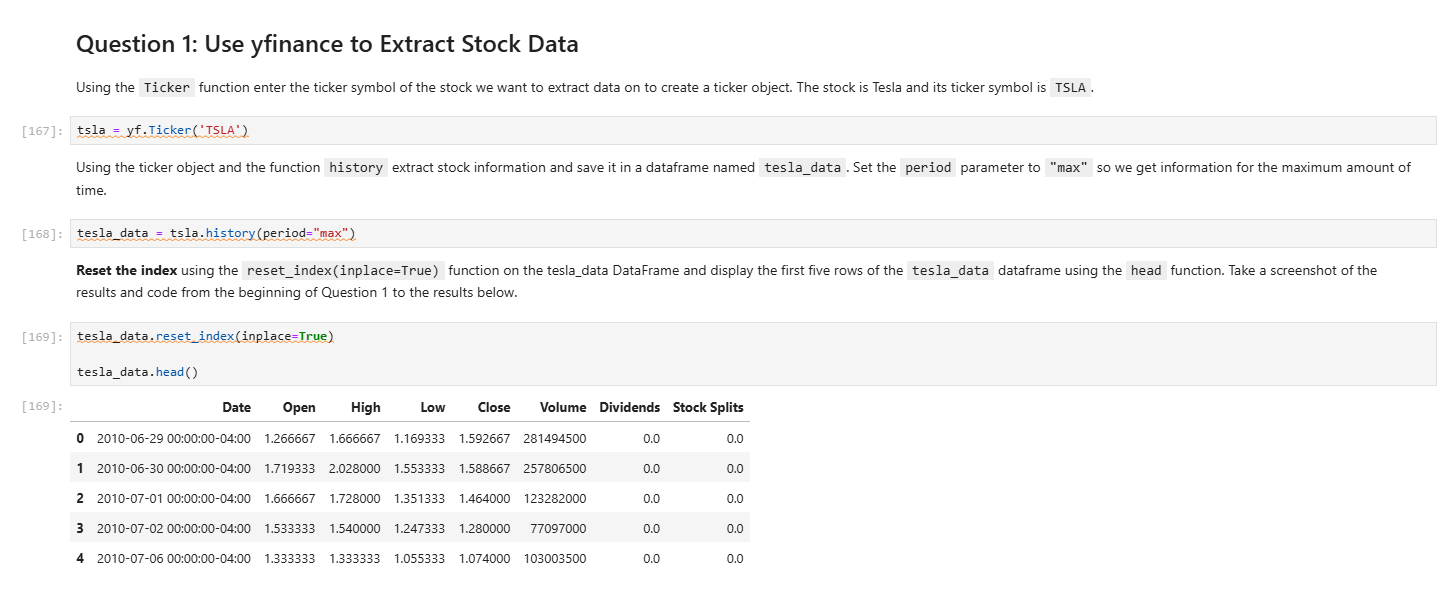 Question 1: Use yfinance to Extract Stock Data
Using the Ticker function enter the ticker symbol of the stock we want to extract data on to create a ticker object. The stock is Tesla and its ticker symbol is TSLA .
[167]: tsla = yf.Ticker('TSLA')
Using the ticker object and the function history extract stock information and save it in a dataframe named tesla_data . Set the period parameter to "max" so we get information for the maximum amount of
time.
[168]: tesla_data = tsla.history(period="max")
Reset the index using the reset_index(inplace=True) function on the tesla_data DataFrame and display the first five rows of the tesla_data dataframe using the head function. Take a screenshot of the
results and code from the beginning of Question 1 to the results below.
[169]: tesla_data.reset_index(inplace=True)
tesla_data.head()
[169]: Date Open High Low Close Volume Dividends Stock Splits
0 2010-06-29 00:00:00-04:00 1.266667 1.666667 1.169333 1.592667 281494500 0.0 0.0
1 2010-06-30 00:00:00-04:00 1.719333 2.028000 1.553333 1.588667 257806500 0.0 0.0
2 2010-07-01 00:00:00-04:00 1.666667 1.728000 1.351333 1.464000 123282000 0.0 0.0
3 2010-07-02 00:00:00-04:00 1.533333 1.540000 1.247333 1.280000 77097000 0.0 0.0
4 2010-07-06 00:00:00-04:00 1.333333 1.333333 1.055333 1.074000 103003500 0.0 0.0